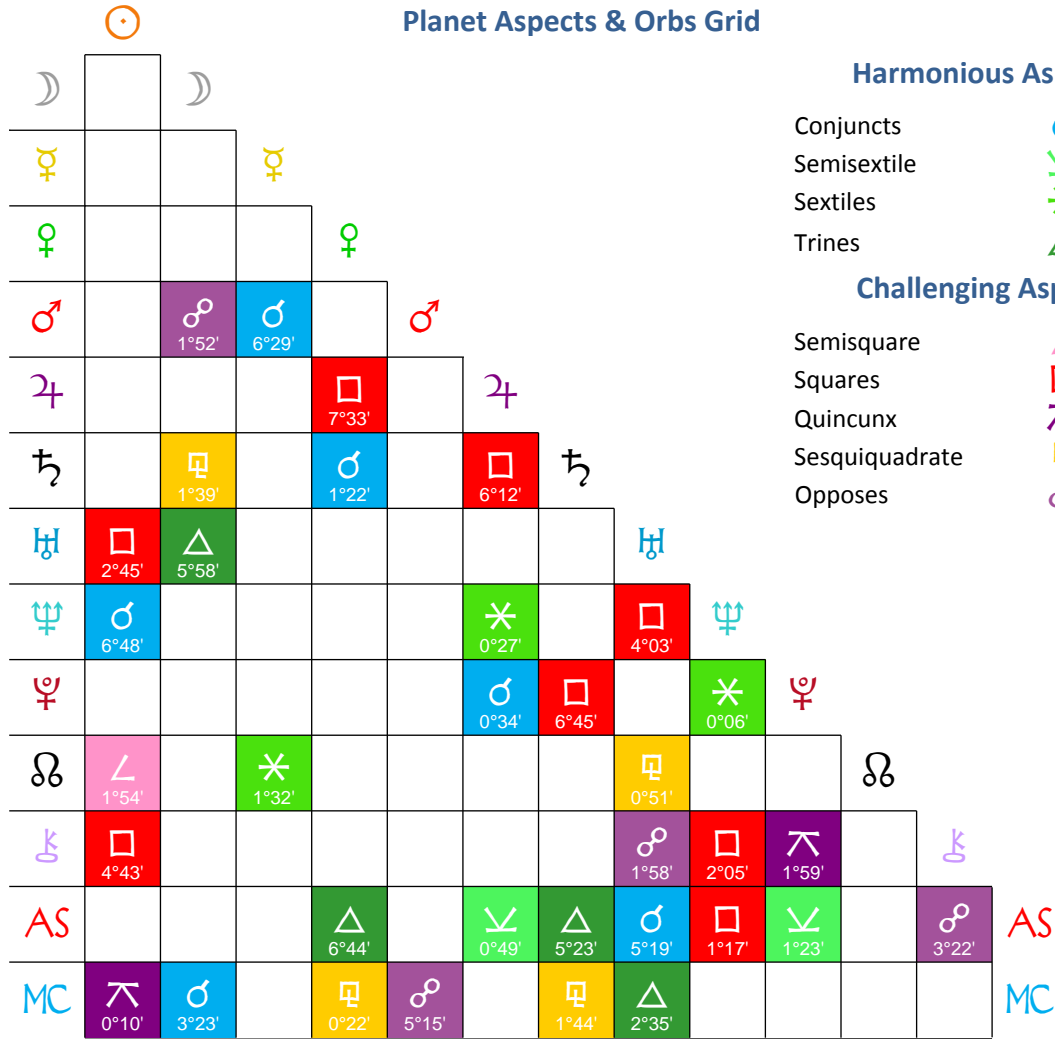 ☉ Planet Aspects & Orbs Grid
Harmonious As
☽ ☽
Conjuncts ☌
Semisextile ⚺
☿ ☿
Sextiles ⚹
♀ ♀
Trines △
Challenging Asp
♂ ☍ 1°52' ☌ 6°29' ♂
Semisquare ∠
♃ □ 7°33' ♃
Squares □
Quincunx ⚻
♄ ⚼ 1°39' ☌ 1°22' □ 6°12' ♄
Sesquiquadrate ⚼
Opposes ☍
♅ □ 2°45' △ 5°58' ♅
♆ ☌ 6°48' ⚹ 0°27' □ 4°03' ♆
♇ ☌ 0°34' □ 6°45' ⚹ 0°06' ♇
☊ ∠ 1°54' ⚹ 1°32' ⚼ 0°51' ☊
⚷ □ 4°43' ☍ 1°58' □ 2°05' ⚻ 1°59' ⚷
AS △ 6°44' ⚺ 0°49' △ 5°23' ☌ 5°19' □ 1°17' ⚺ 1°23' ☍ 3°22' AS
MC ⚻ 0°10' ☌ 3°23' ⚼ 0°22' ☍ 5°15' ⚼ 1°44' △ 2°35' MC